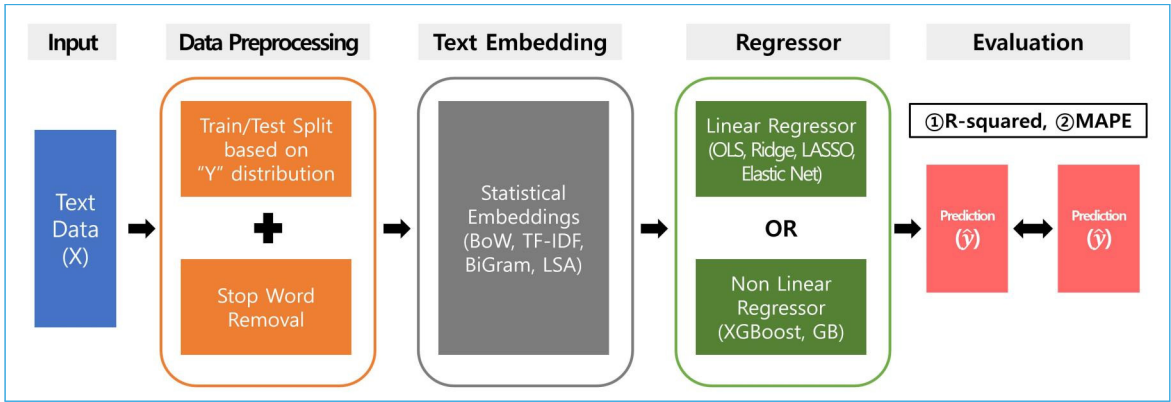 Input
Data Preprocessing
Text Embedding
Regressor
Evaluation
Text
Data
(X)
Train/Test Split
based on
"Y" distribution
Stop Word
Removal
Statistical
Embeddings
(BoW, TF-IDF,
BiGram, LSA)
Linear Regressor
(OLS, Ridge, LASSO,
Elastic Net)
OR
Non Linear
Regressor
(XGBoost, GB)
①R-squared, ②MAPE
Prediction
(ŷ)
Prediction
(ŷ)